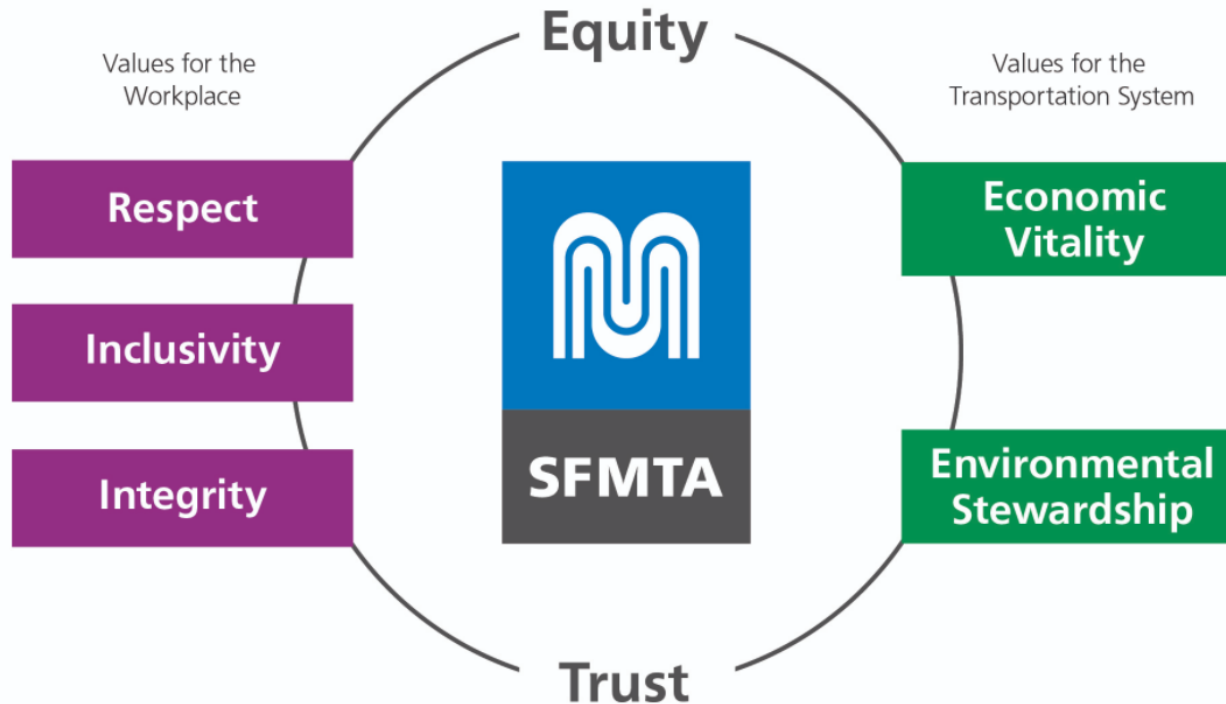 Equity
Values for the
Workplace
Respect
Inclusivity
Integrity
SFMTA
Values for the
Transportation System
Economic
Vitality
Environmental
Stewardship
Trust